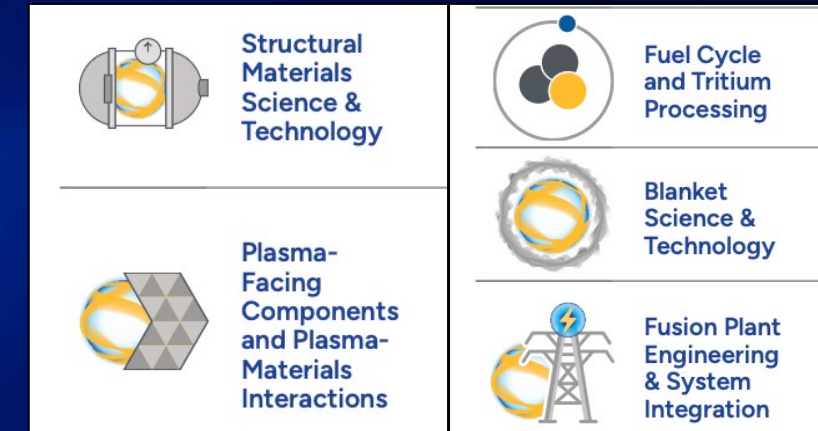 Structural
Materials
Science &
Technology
Plasma-
Facing
Components
and Plasma-
Materials
Interactions
Fuel Cycle
and Tritium
Processing
Blanket
Science &
Technology
Fusion Plant
Engineering
& System
Integration